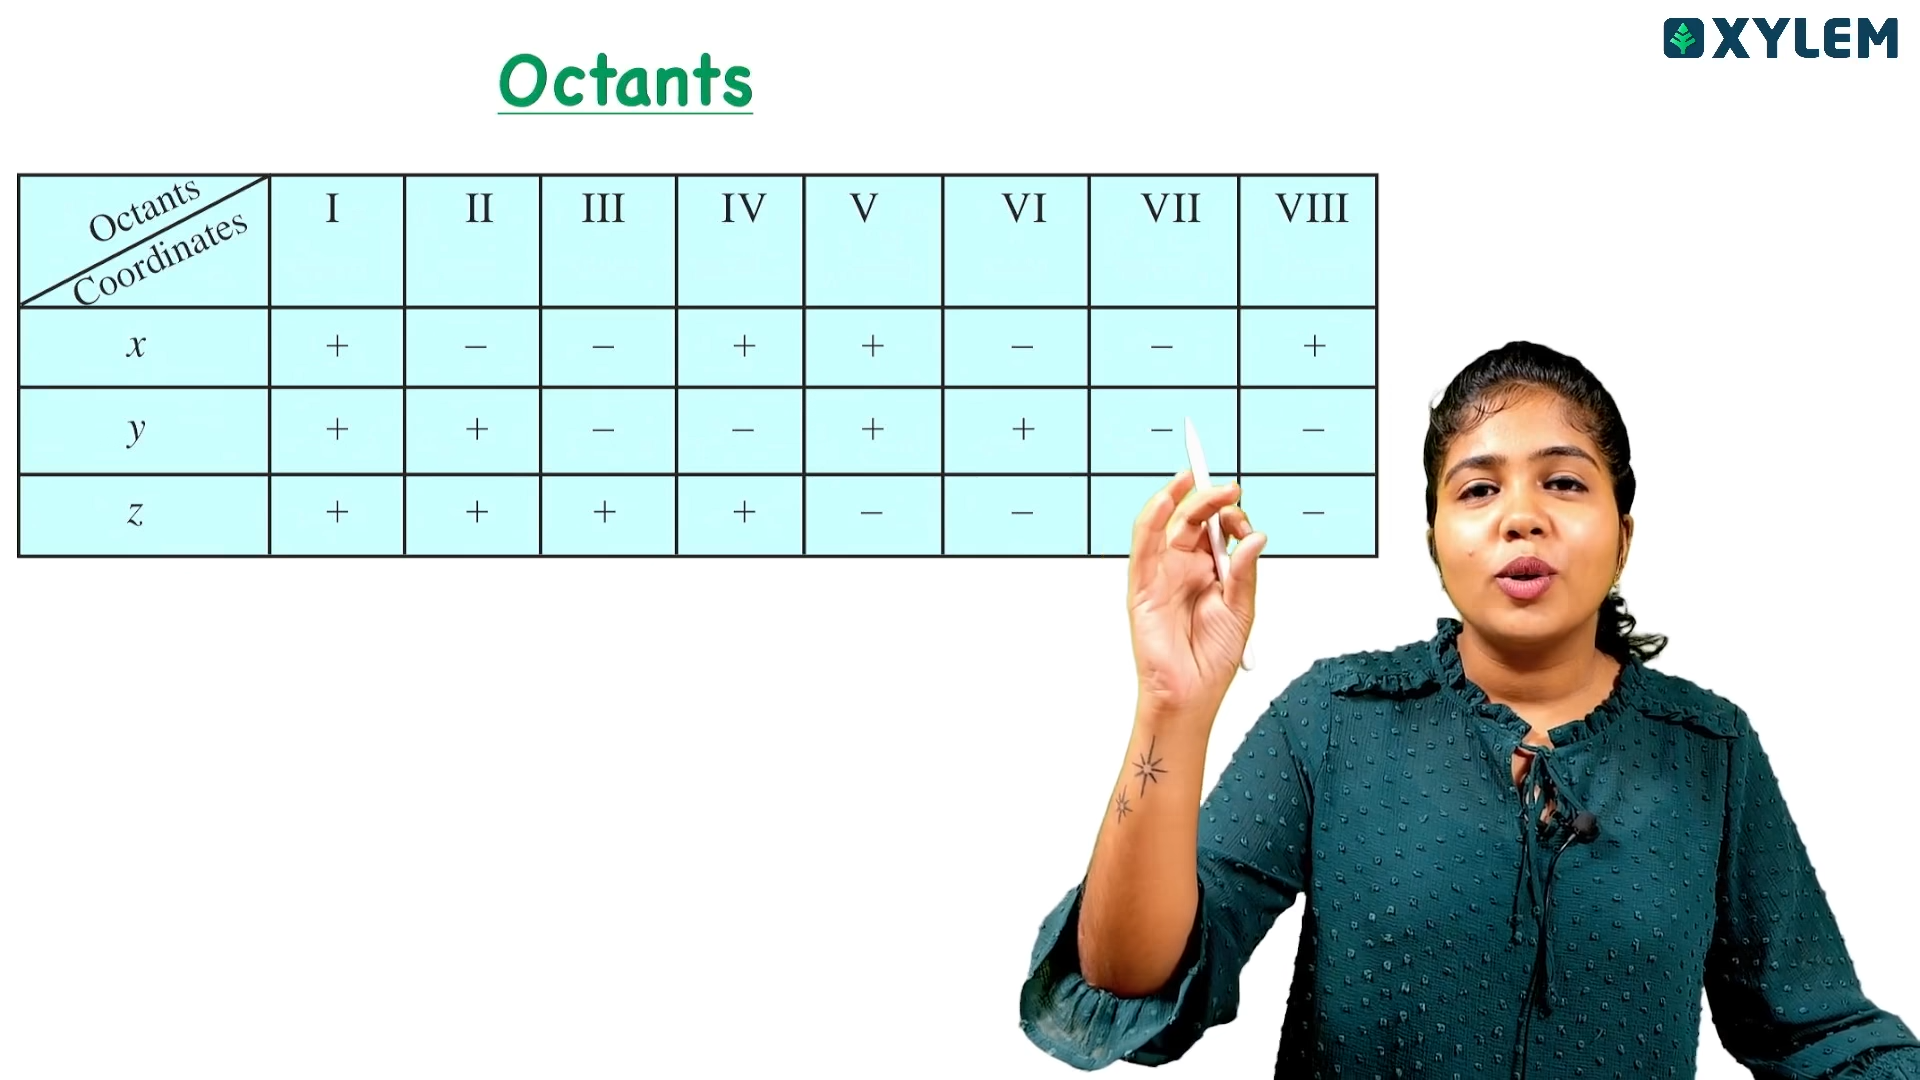 XYLEM
Octants
Octants I II III IV V VI VII VIII
Coordinates
x + – – + + – – +
y + + – – + + – –
z + + + + – – –